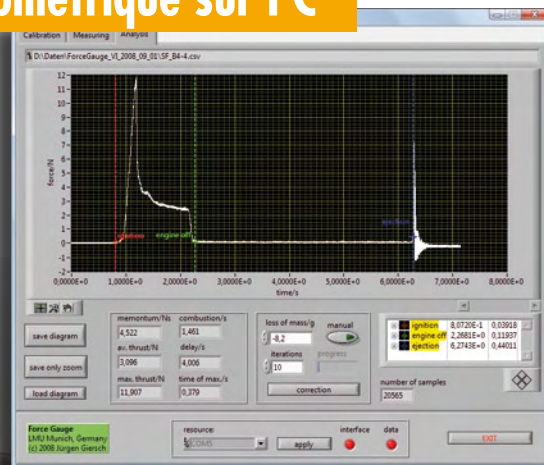 ométrique sur PC
Calibration Measuring Analysis
D:\Daten\ForceGauge_VI_2008_09_01\SF_B4-4.csv
12-
11-
10-
9-
8-
7-
6-
5-
4-
3-
2-
1-
0-
-1-
-2-
force/N
ignition
engine off
ejection
0,0000E+0 1,0000E+0 2,0000E+0 3,0000E+0 4,0000E+0 5,0000E+0 6,0000E+0 7,0000E+0 8,0000E+0
time/s
save diagram
save only zoom
load diagram
memontum/Ns combustion/s
4,522 1,461
av. thrust/N delay/s
3,096 4,006
max. thrust/N time of max./s
11,907 0,379
loss of mass/g manual
-8,2
iterations progress
10
correction
ignition 8,0720E-1 0,03918
engine off 2,2681E+0 0,11937
ejection 6,2743E+0 0,44011
number of samples
20565
Force Gauge
LMU Munich, Germany
(c) 2008 Jürgen Giersch
resource: interface data
COM5 apply
EXIT